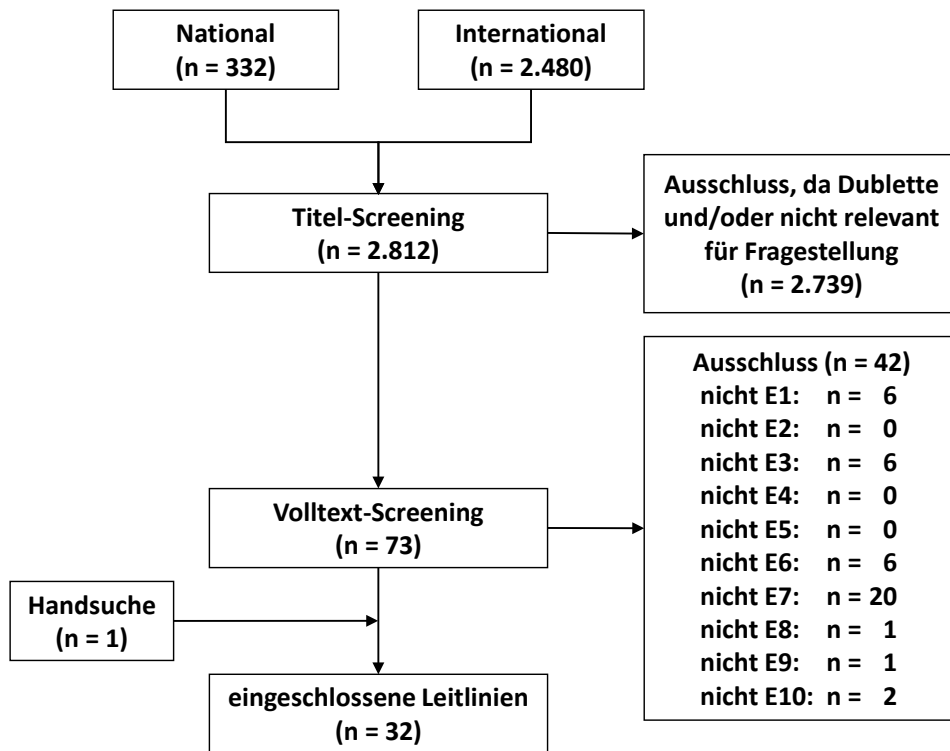 National
(n = 332)
International
(n = 2.480)
Titel-Screening
(n = 2.812)
Ausschluss, da Dublette
und/oder nicht relevant
für Fragestellung
(n = 2.739)
Volltext-Screening
(n = 73)
Ausschluss (n = 42)
nicht E1: n = 6
nicht E2: n = 0
nicht E3: n = 6
nicht E4: n = 0
nicht E5: n = 0
nicht E6: n = 6
nicht E7: n = 20
nicht E8: n = 1
nicht E9: n = 1
nicht E10: n = 2
Handsuche
(n = 1)
eingeschlossene Leitlinien
(n = 32)